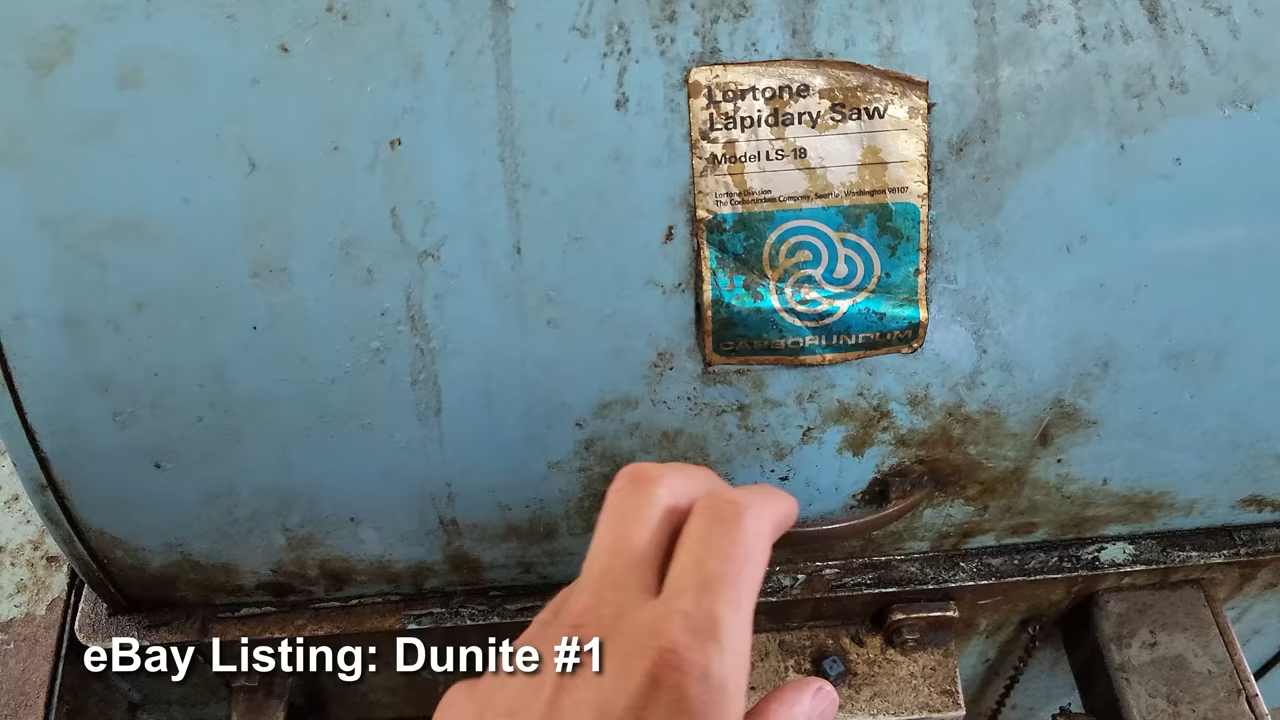 Lortone
Lapidary Saw
Model LS-18
Lortone Division
The Carborundum Company, Seattle, Washington 98107
CARBORUNDUM
eBay Listing: Dunite #1